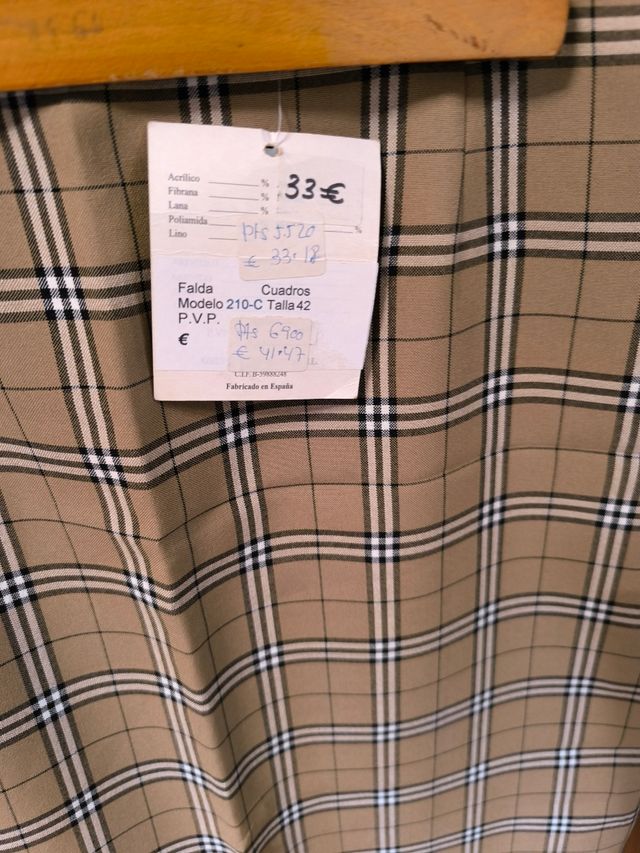 Acrílico %
Fibrana %
Lana %
Poliamida %
Lino
33€
Pts 5520
€ 33.18
Falda Cuadros
Modelo 210-C Talla 42
P.V.P.
€
Pts 6900
€ 41.47
C.I.F. B-59888248
Fabricado en España